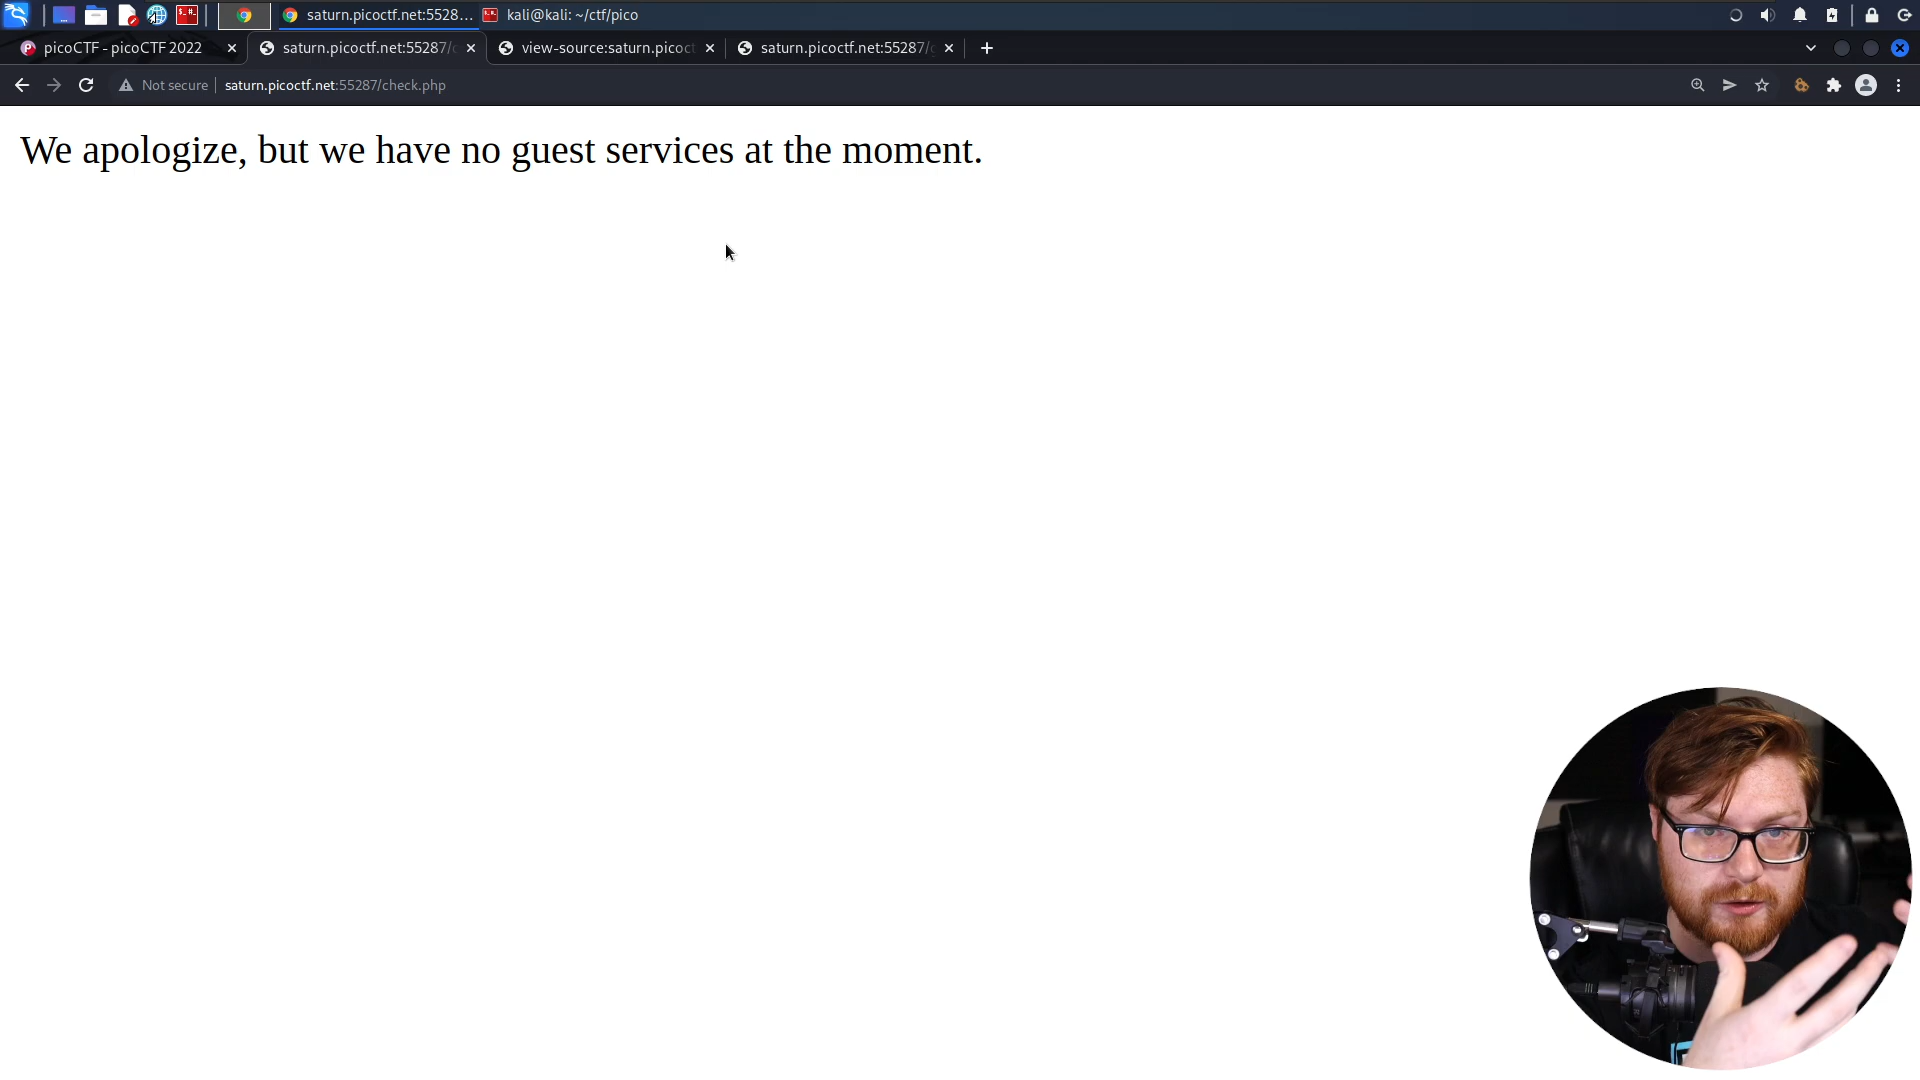 saturn.picoctf.net:5528...
kali@kali: ~/ctf/pico
picoCTF - picoCTF 2022
saturn.picoctf.net:55287/c
view-source:saturn.picoct
saturn.picoctf.net:55287/
Not secure
saturn.picoctf.net:55287/check.php
We apologize, but we have no guest services at the moment.